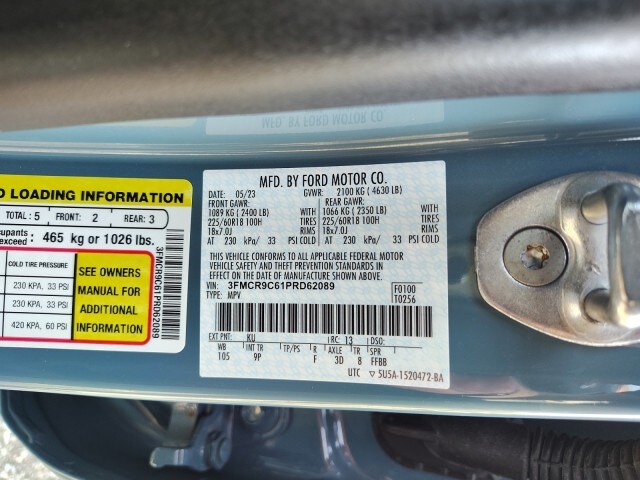 D LOADING INFORMATION
TOTAL: 5 FRONT: 2 REAR: 3
upants
exceed: 465 kg or 1026 lbs.
COLD TIRE PRESSURE
230 KPA, 33 PSI
230 KPA, 33 PSI
420 KPA, 60 PSI
SEE OWNERS
MANUAL FOR
ADDITIONAL
INFORMATION
3FMCR9C61PRD62089
MFD. BY FORD MOTOR CO.
DATE: 05/23 GVWR: 2100 KG ( 4630 LB)
FRONT GAWR: REAR GAWR:
1089 KG ( 2400 LB) 1066 KG ( 2350 LB)
225/60R18 100H TIRES 225/60R18 100H TIRES
18x7.0J RIMS 18x7.0J RIMS
AT 230 kPa/ 33 PSI COLD AT 230 kPa/ 33 PSI COLD
THIS VEHICLE CONFORMS TO ALL APPLICABLE FEDERAL MOTOR
VEHICLE SAFETY AND THEFT PREVENTION STANDARDS IN
EFFECT ON THE DATE OF MANUFACTURE SHOWN ABOVE.
VIN: 3FMCR9C61PRD62089 F0100
TYPE: MPV T0256
EXT PNT: KU RC: 13 DSO:
WB INT TR TP/PS R AXLE TR SPR
105 9P F 3D 8 FFBB
UTC ▽ 5U5A-1520472-BA